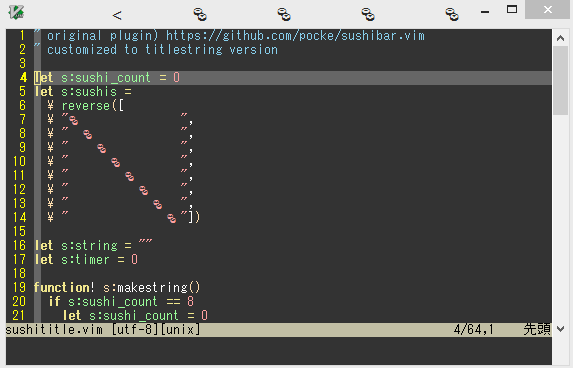 < 🍣 🍣 🍣 🍣
1 " original plugin) https://github.com/pocke/sushibar.vim
2 " customized to titlestring version
3
4 let s:sushi_count = 0
5 let s:sushis =
6   ¥ reverse([
7   ¥ "🍣              ",
8   ¥ "  🍣            ",
9   ¥ "    🍣          ",
10   ¥ "      🍣        ",
11   ¥ "        🍣      ",
12   ¥ "          🍣    ",
13   ¥ "            🍣  ",
14   ¥ "              🍣"])
15
16 let s:string = ""
17 let s:timer = 0
18
19 function! s:makestring()
20   if s:sushi_count == 8
21     let s:sushi_count = 0
sushititle.vim [utf-8][unix] 4/64,1 先頭